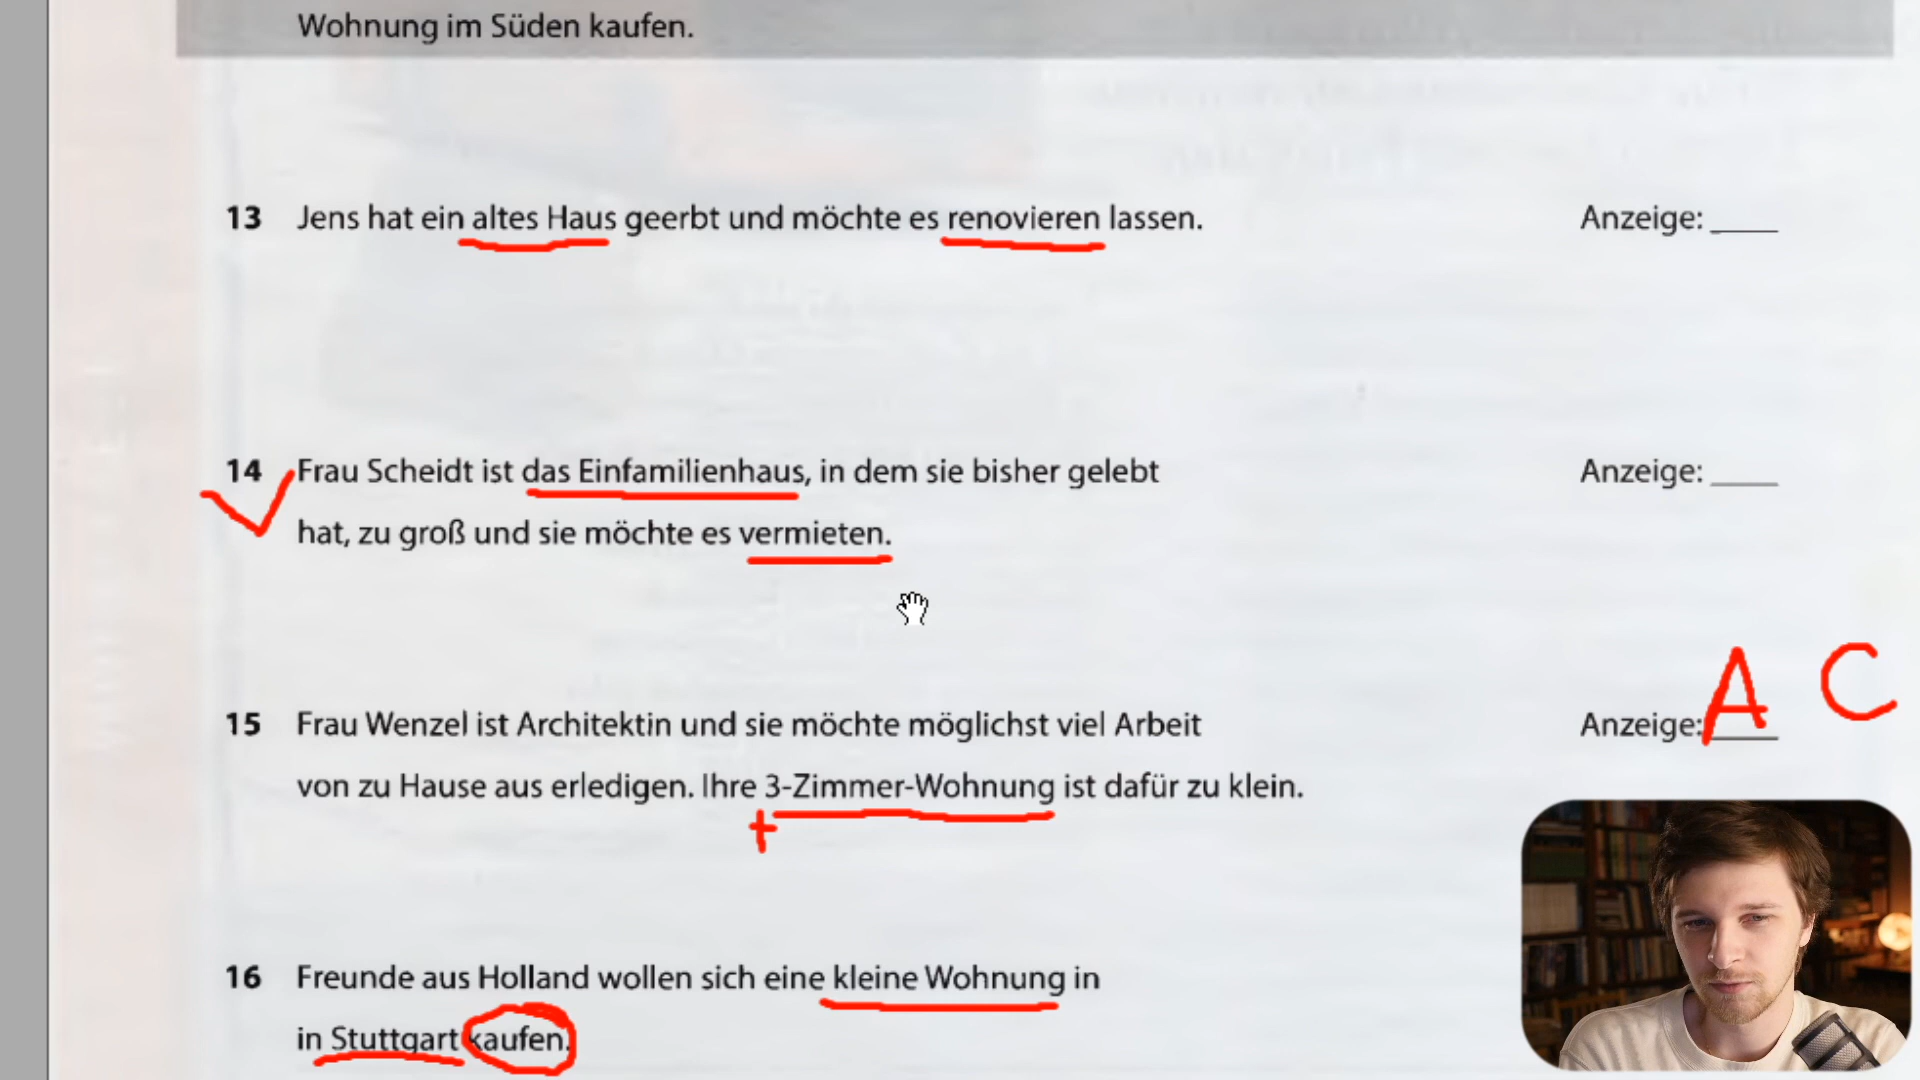 Wohnung im Süden kaufen.
13 Jens hat ein altes Haus geerbt und möchte es renovieren lassen. Anzeige: ____
14 Frau Scheidt ist das Einfamilienhaus, in dem sie bisher gelebt Anzeige: ____
hat, zu groß und sie möchte es vermieten.
A C
15 Frau Wenzel ist Architektin und sie möchte möglichst viel Arbeit Anzeige: ____
von zu Hause aus erledigen. Ihre 3-Zimmer-Wohnung ist dafür zu klein.
+
16 Freunde aus Holland wollen sich eine kleine Wohnung in
in Stuttgart kaufen.